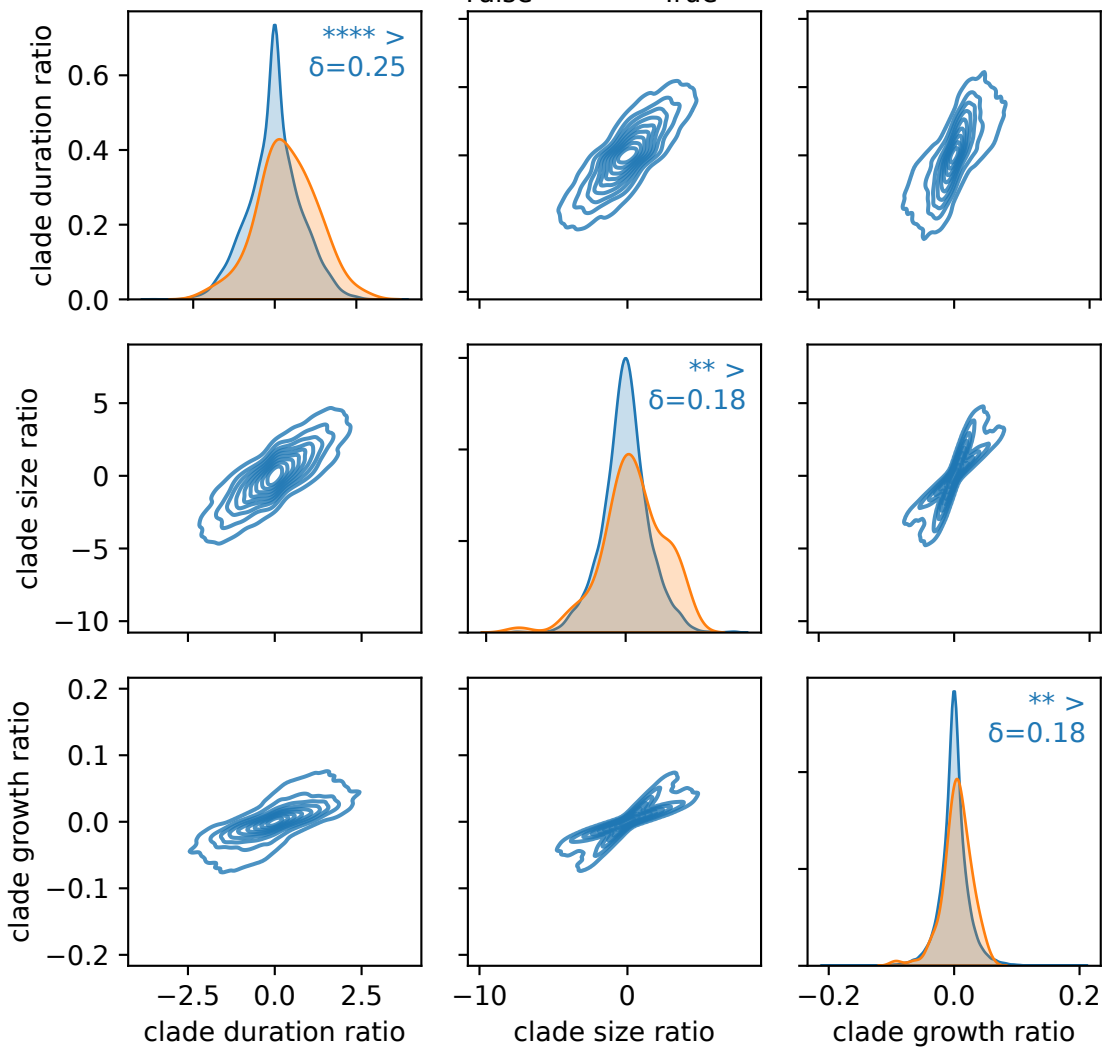 clade duration ratio
0.6
0.4
0.2
0.0
**** >
δ=0.25
clade size ratio
5
0
−5
−10
** >
δ=0.18
clade growth ratio
0.2
0.1
0.0
−0.1
−0.2
** >
δ=0.18
−2.5 0.0 2.5
−10 0
−0.2 0.0 0.2
clade duration ratio
clade size ratio
clade growth ratio